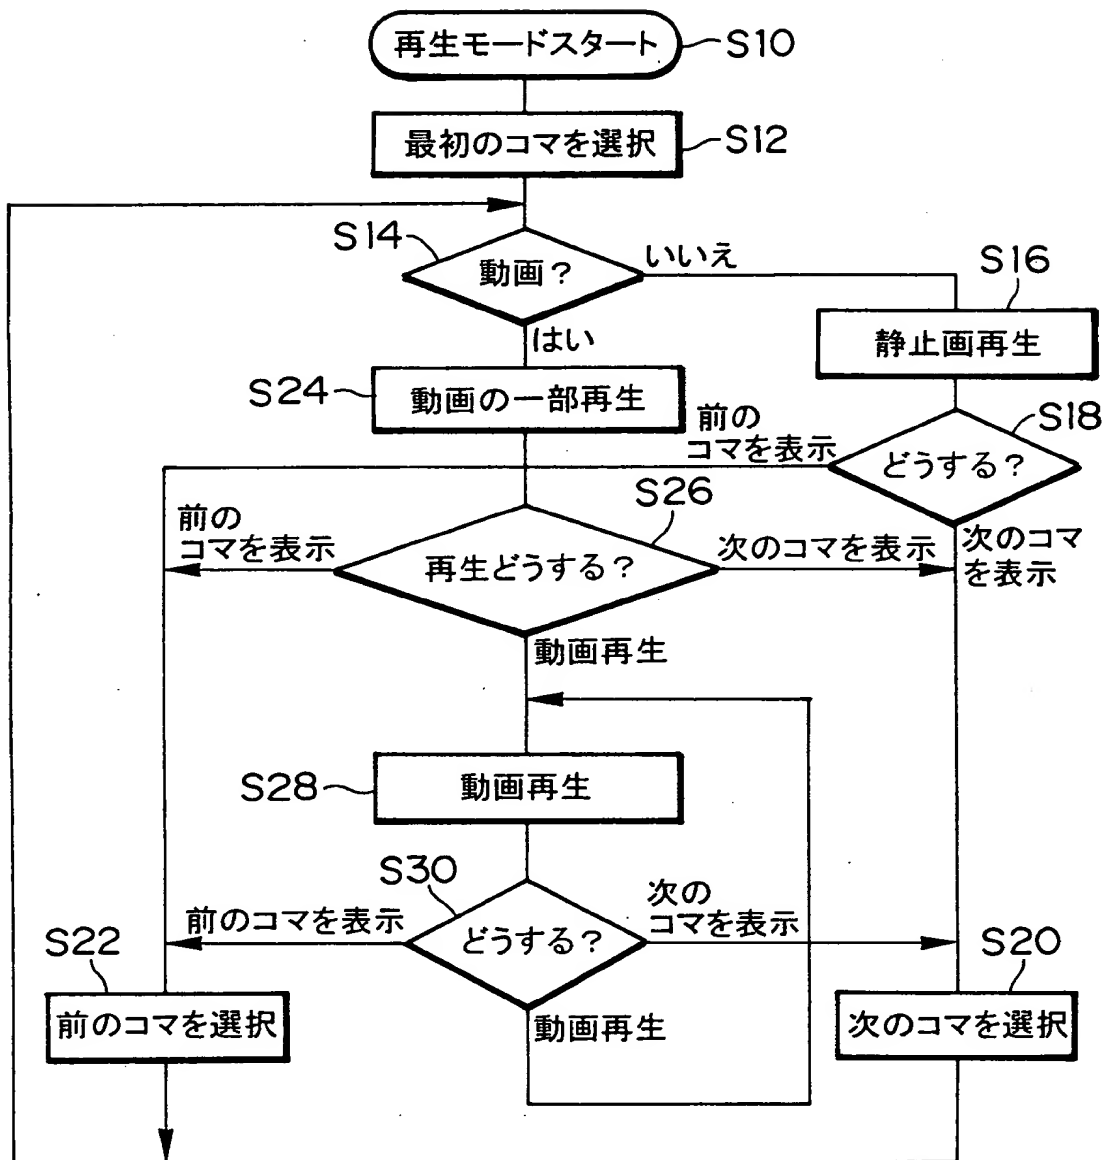 再生モードスタート
S10
最初のコマを選択
S12
S14
動画?
いいえ
はい
S16
静止画再生
S24
動画の一部再生
前の
コマを表示
S18
どうする?
S26
前の
コマを表示
再生どうする?
次のコマを表示
次のコマ
を表示
動画再生
S28
動画再生
S30
前のコマを表示
どうする?
次の
コマを表示
動画再生
S22
前のコマを選択
S20
次のコマを選択